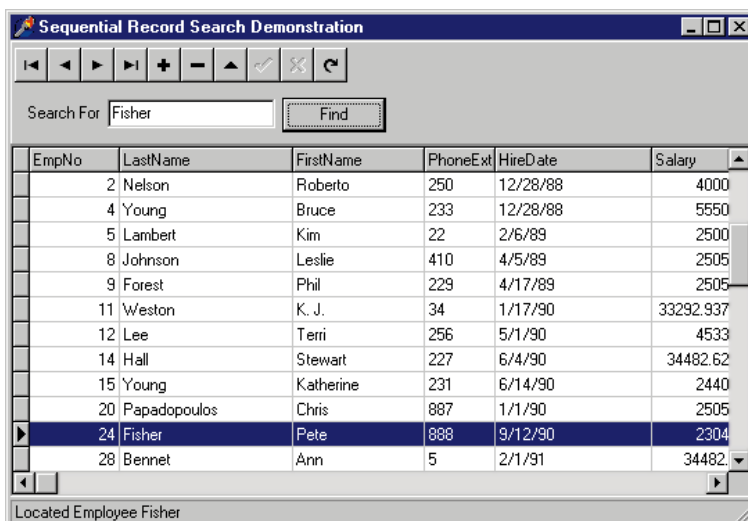 Sequential Record Search Demonstration
Search For Fisher Find
EmpNo LastName FirstName PhoneExt HireDate Salary
2 Nelson Roberto 250 12/28/88 4000
4 Young Bruce 233 12/28/88 5550
5 Lambert Kim 22 2/6/89 2500
8 Johnson Leslie 410 4/5/89 2505
9 Forest Phil 229 4/17/89 2505
11 Weston K. J. 34 1/17/90 33292.937
12 Lee Terri 256 5/1/90 4533
14 Hall Stewart 227 6/4/90 34482.62
15 Young Katherine 231 6/14/90 2440
20 Papadopoulos Chris 887 1/1/90 2505
24 Fisher Pete 888 9/12/90 2304
28 Bennet Ann 5 2/1/91 34482.
Located Employee Fisher